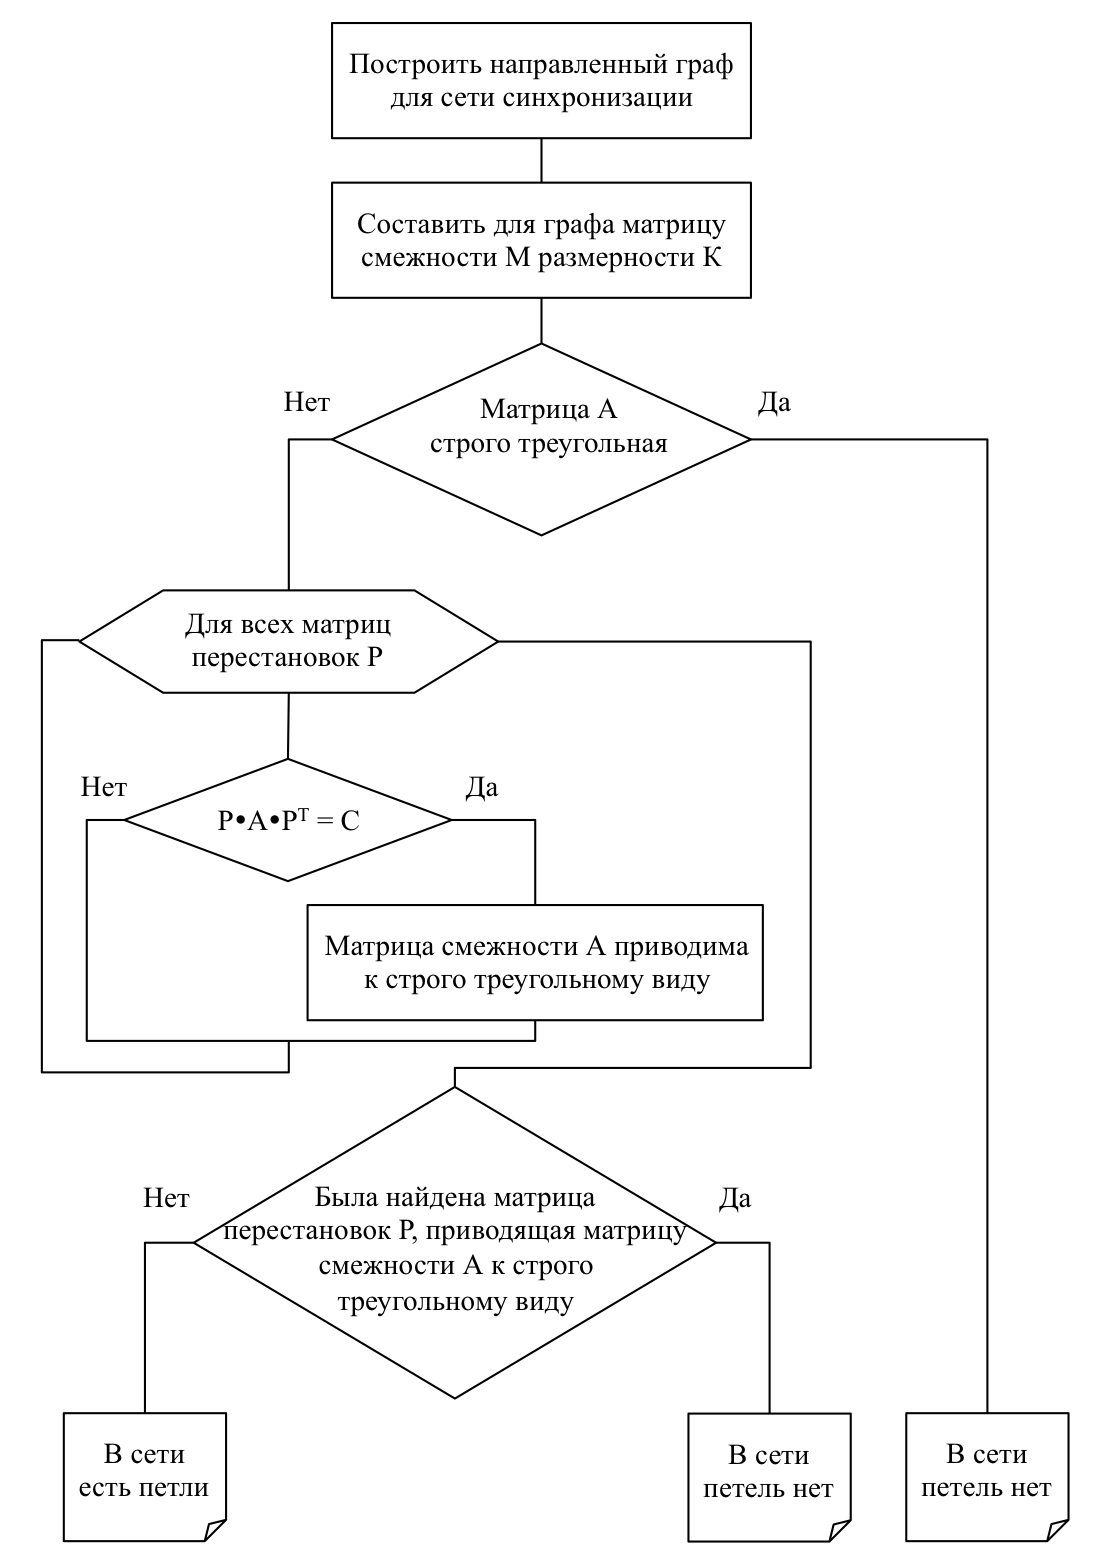 Построить направленный граф
для сети синхронизации
Составить для графа матрицу
смежности М размерности К
Нет
Да
Матрица А
строго треугольная
Для всех матриц
перестановок Р
Нет
Да
Р•А•Рᵀ = С
Матрица смежности А приводима
к строго треугольному виду
Нет
Да
Была найдена матрица
перестановок Р, приводящая матрицу
смежности А к строго
треугольному виду
В сети
есть петли
В сети
петель нет
В сети
петель нет